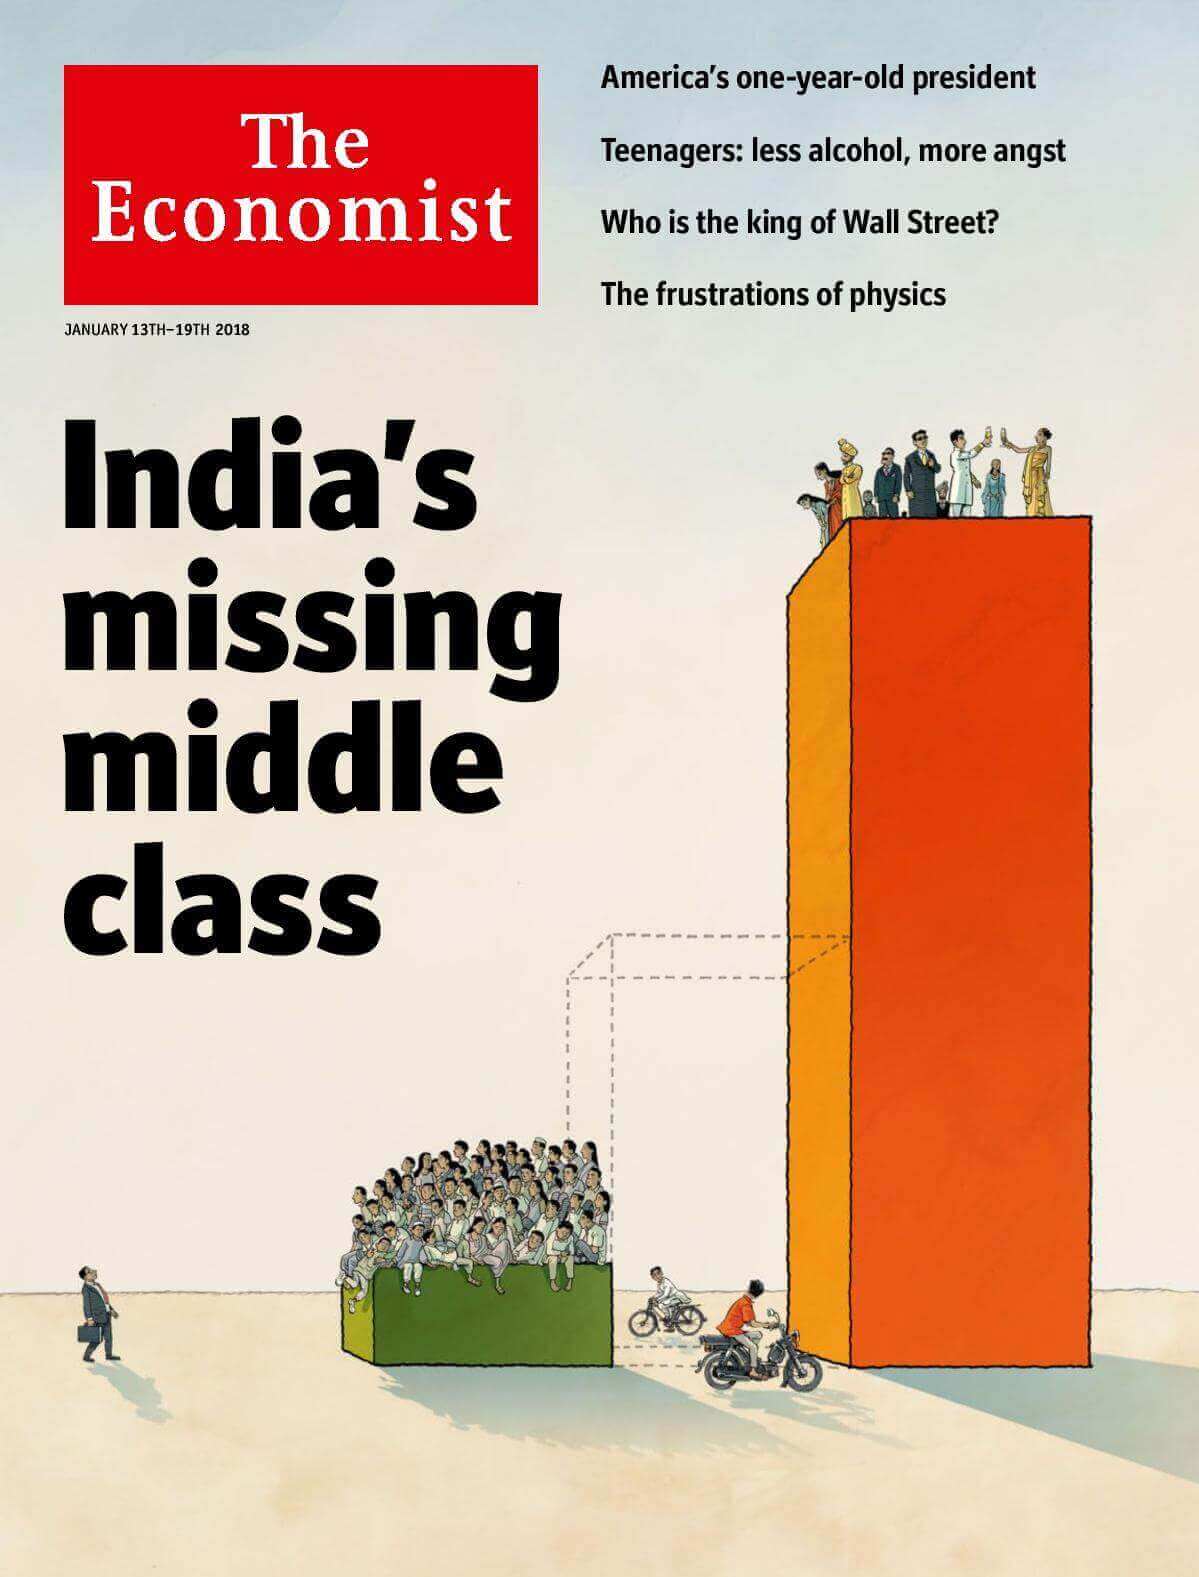 The
Economist
JANUARY 13TH–19TH 2018
America's one-year-old president
Teenagers: less alcohol, more angst
Who is the king of Wall Street?
The frustrations of physics
India's
missing
middle
class